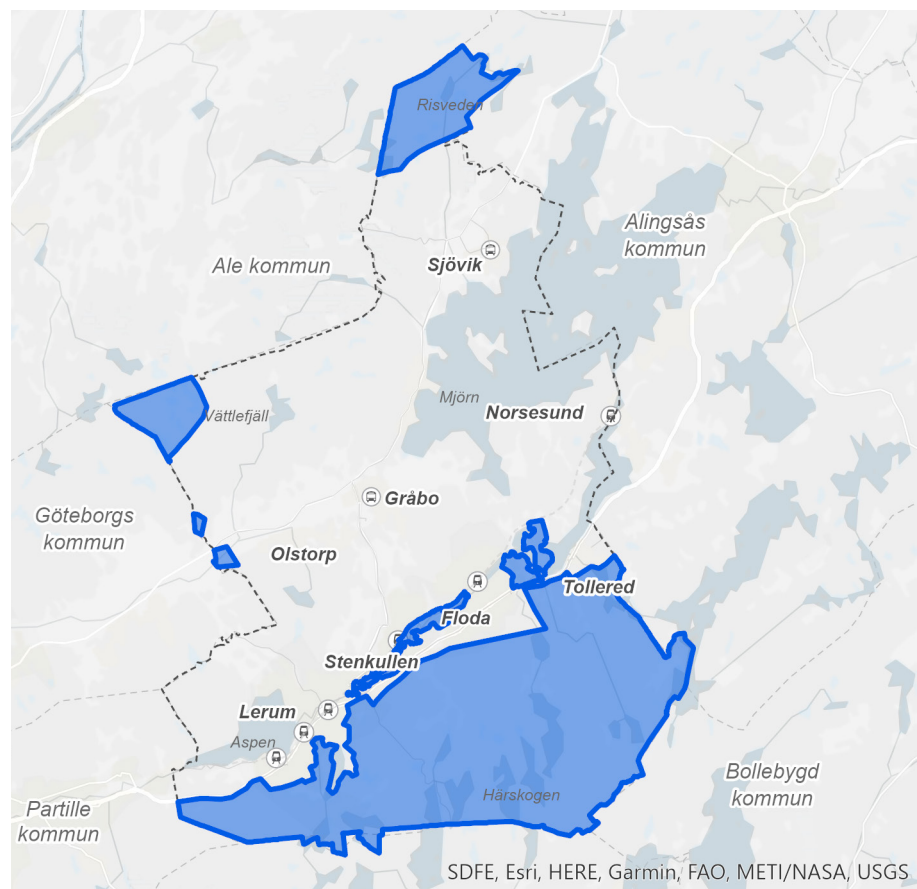 Risveden
Alingsås
kommun
Sjövik
Ale kommun
Mjörn
Norsesund
Vättlefjäll
Gråbo
Göteborgs
kommun
Olstorp
Tollered
Floda
Stenkullen
Lerum
Aspen
Bollebygd
kommun
Härskogen
Partille
kommun
SDFE, Esri, HERE, Garmin, FAO, METI/NASA, USGS